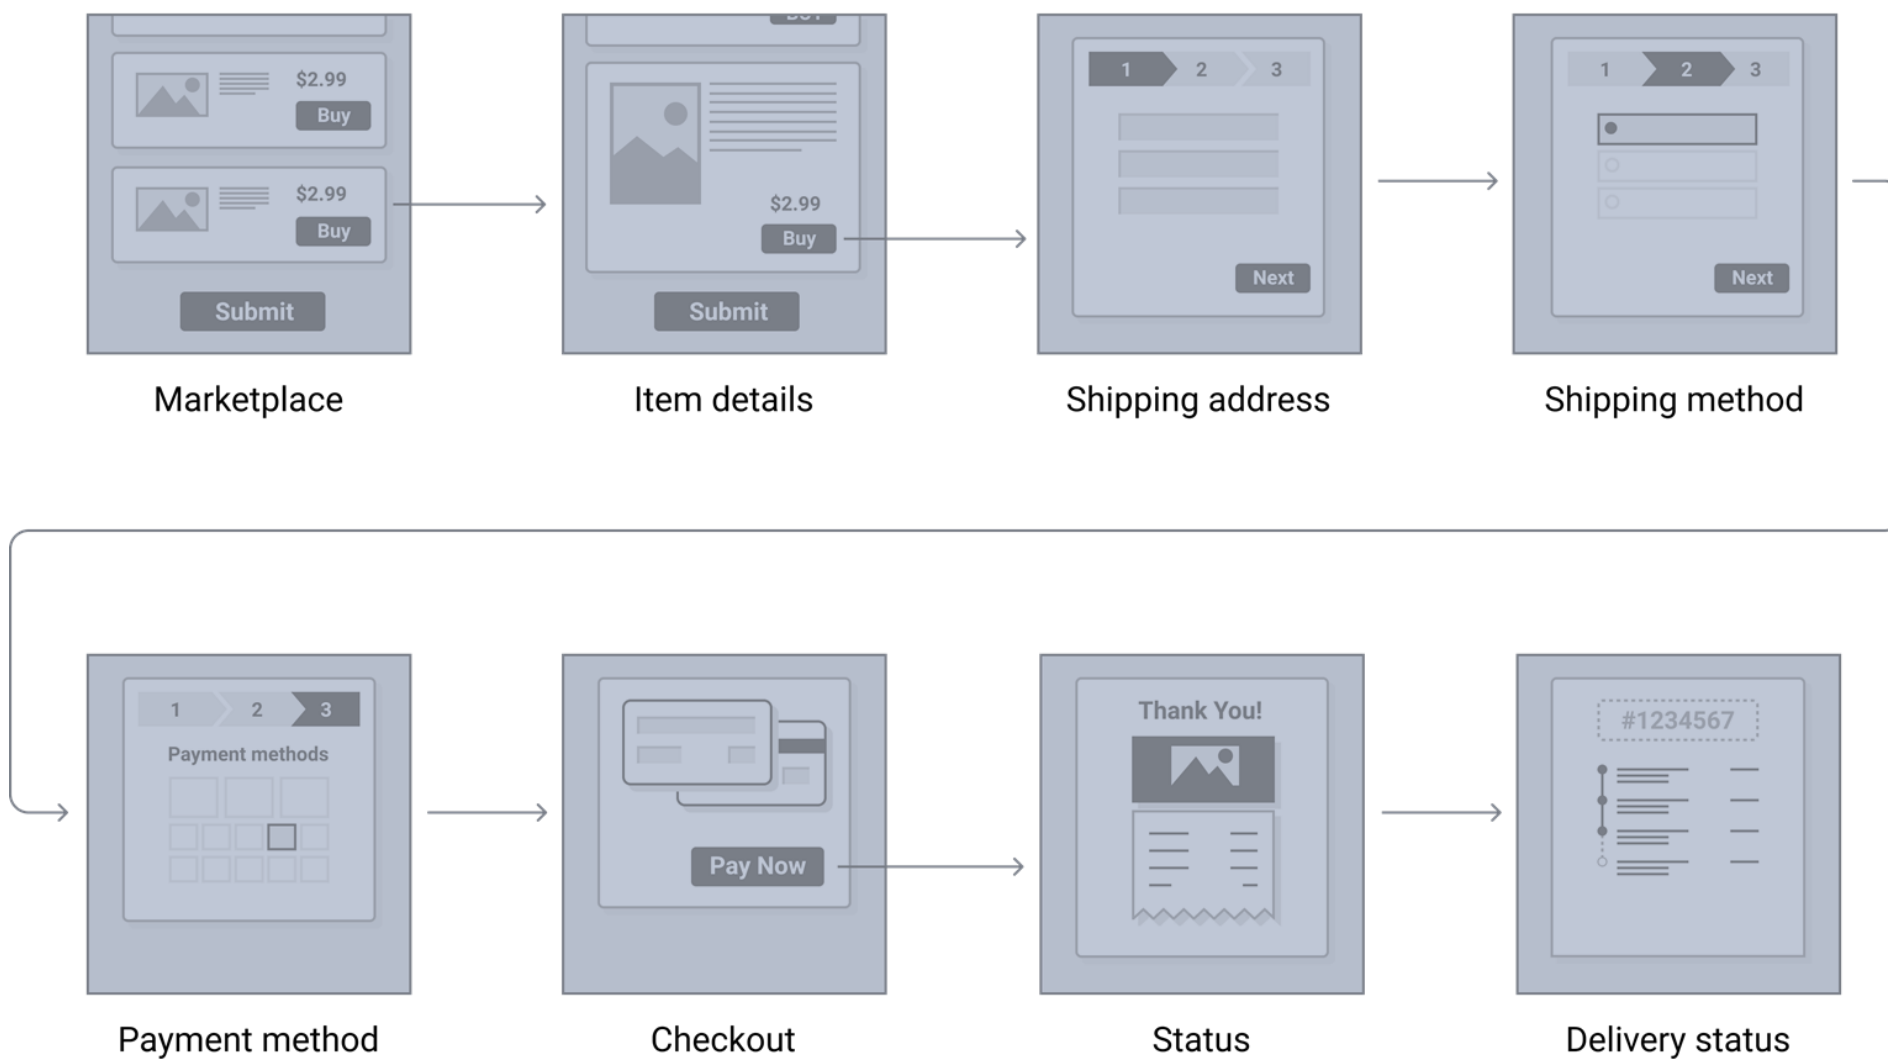 $2.99
Buy
$2.99
Buy
Submit
Marketplace
BUY
$2.99
Buy
Submit
Item details
1 2 3
Next
Shipping address
1 2 3
Next
Shipping method
1 2 3
Payment methods
Payment method
Pay Now
Checkout
Thank You!
Status
#1234567
Delivery status